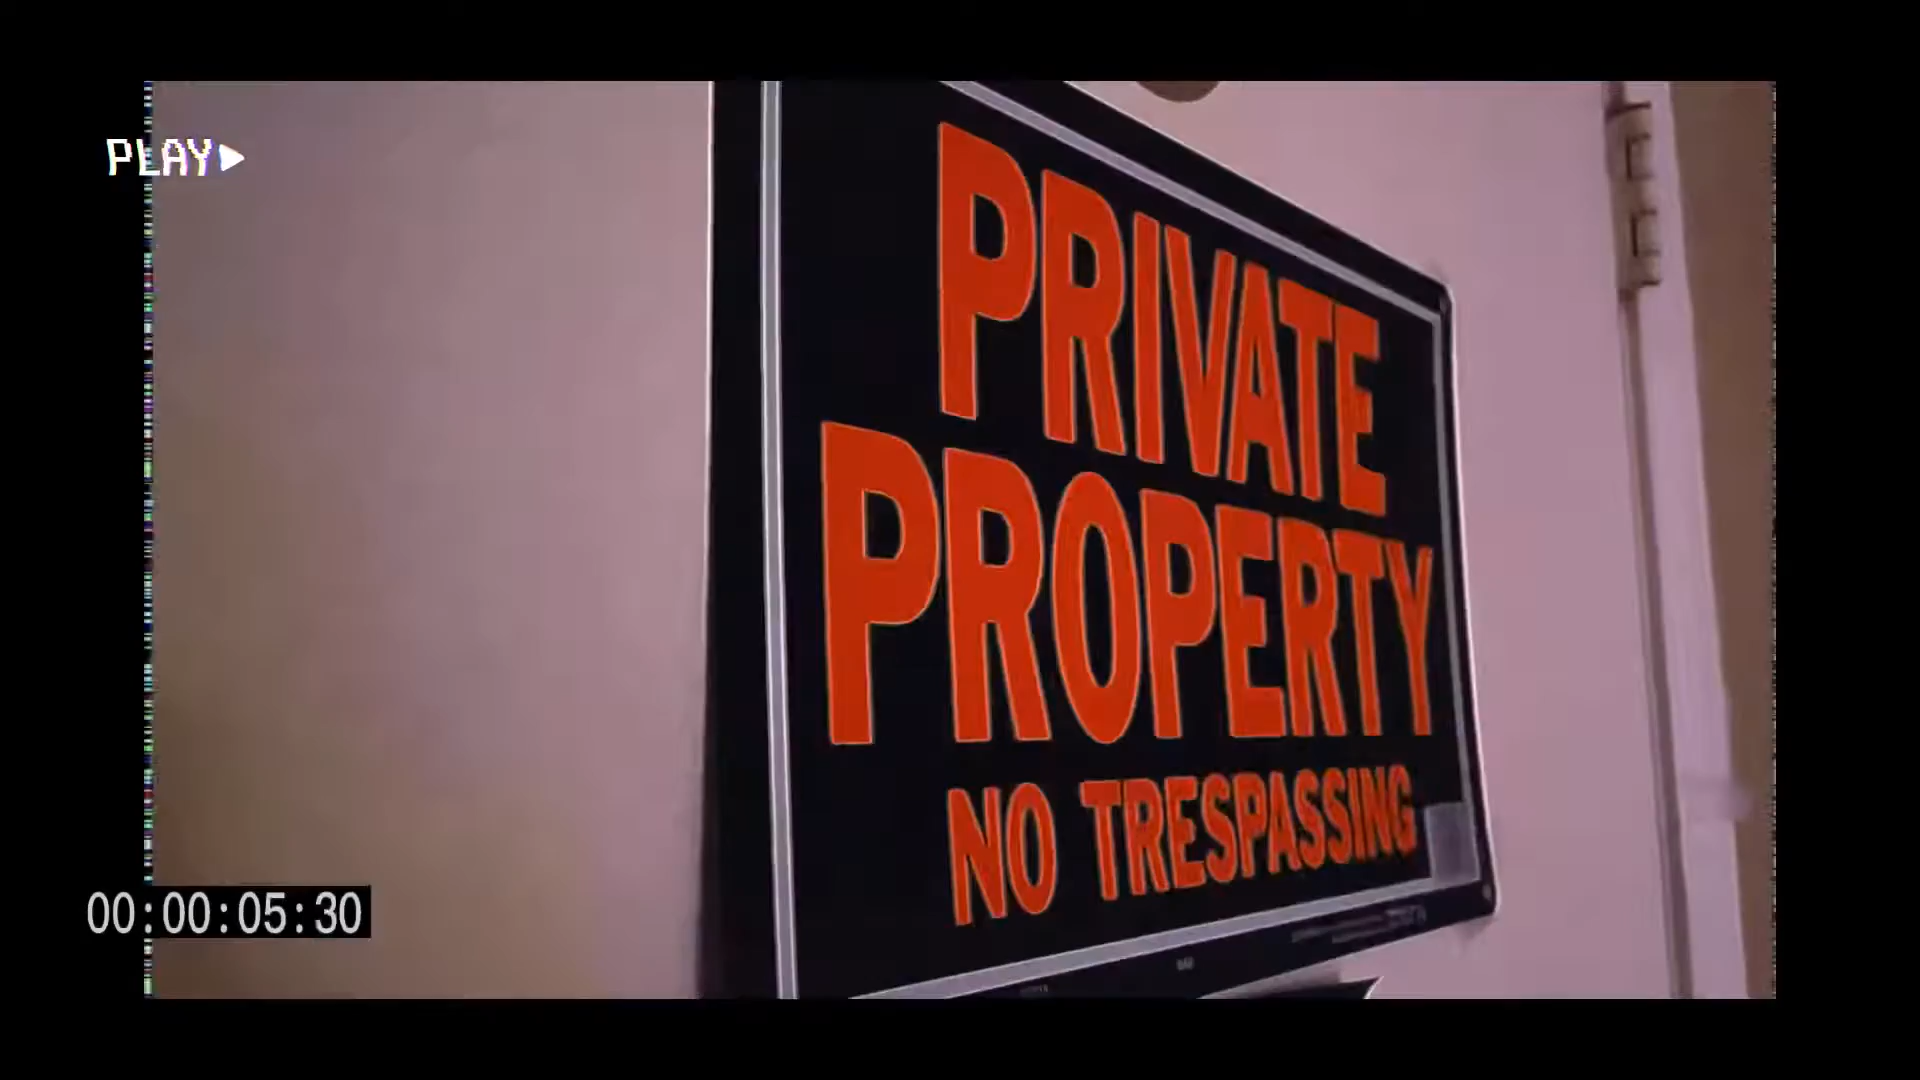 PLAY
PRIVATE
PROPERTY
NO TRESPASSING
00:00:05:30